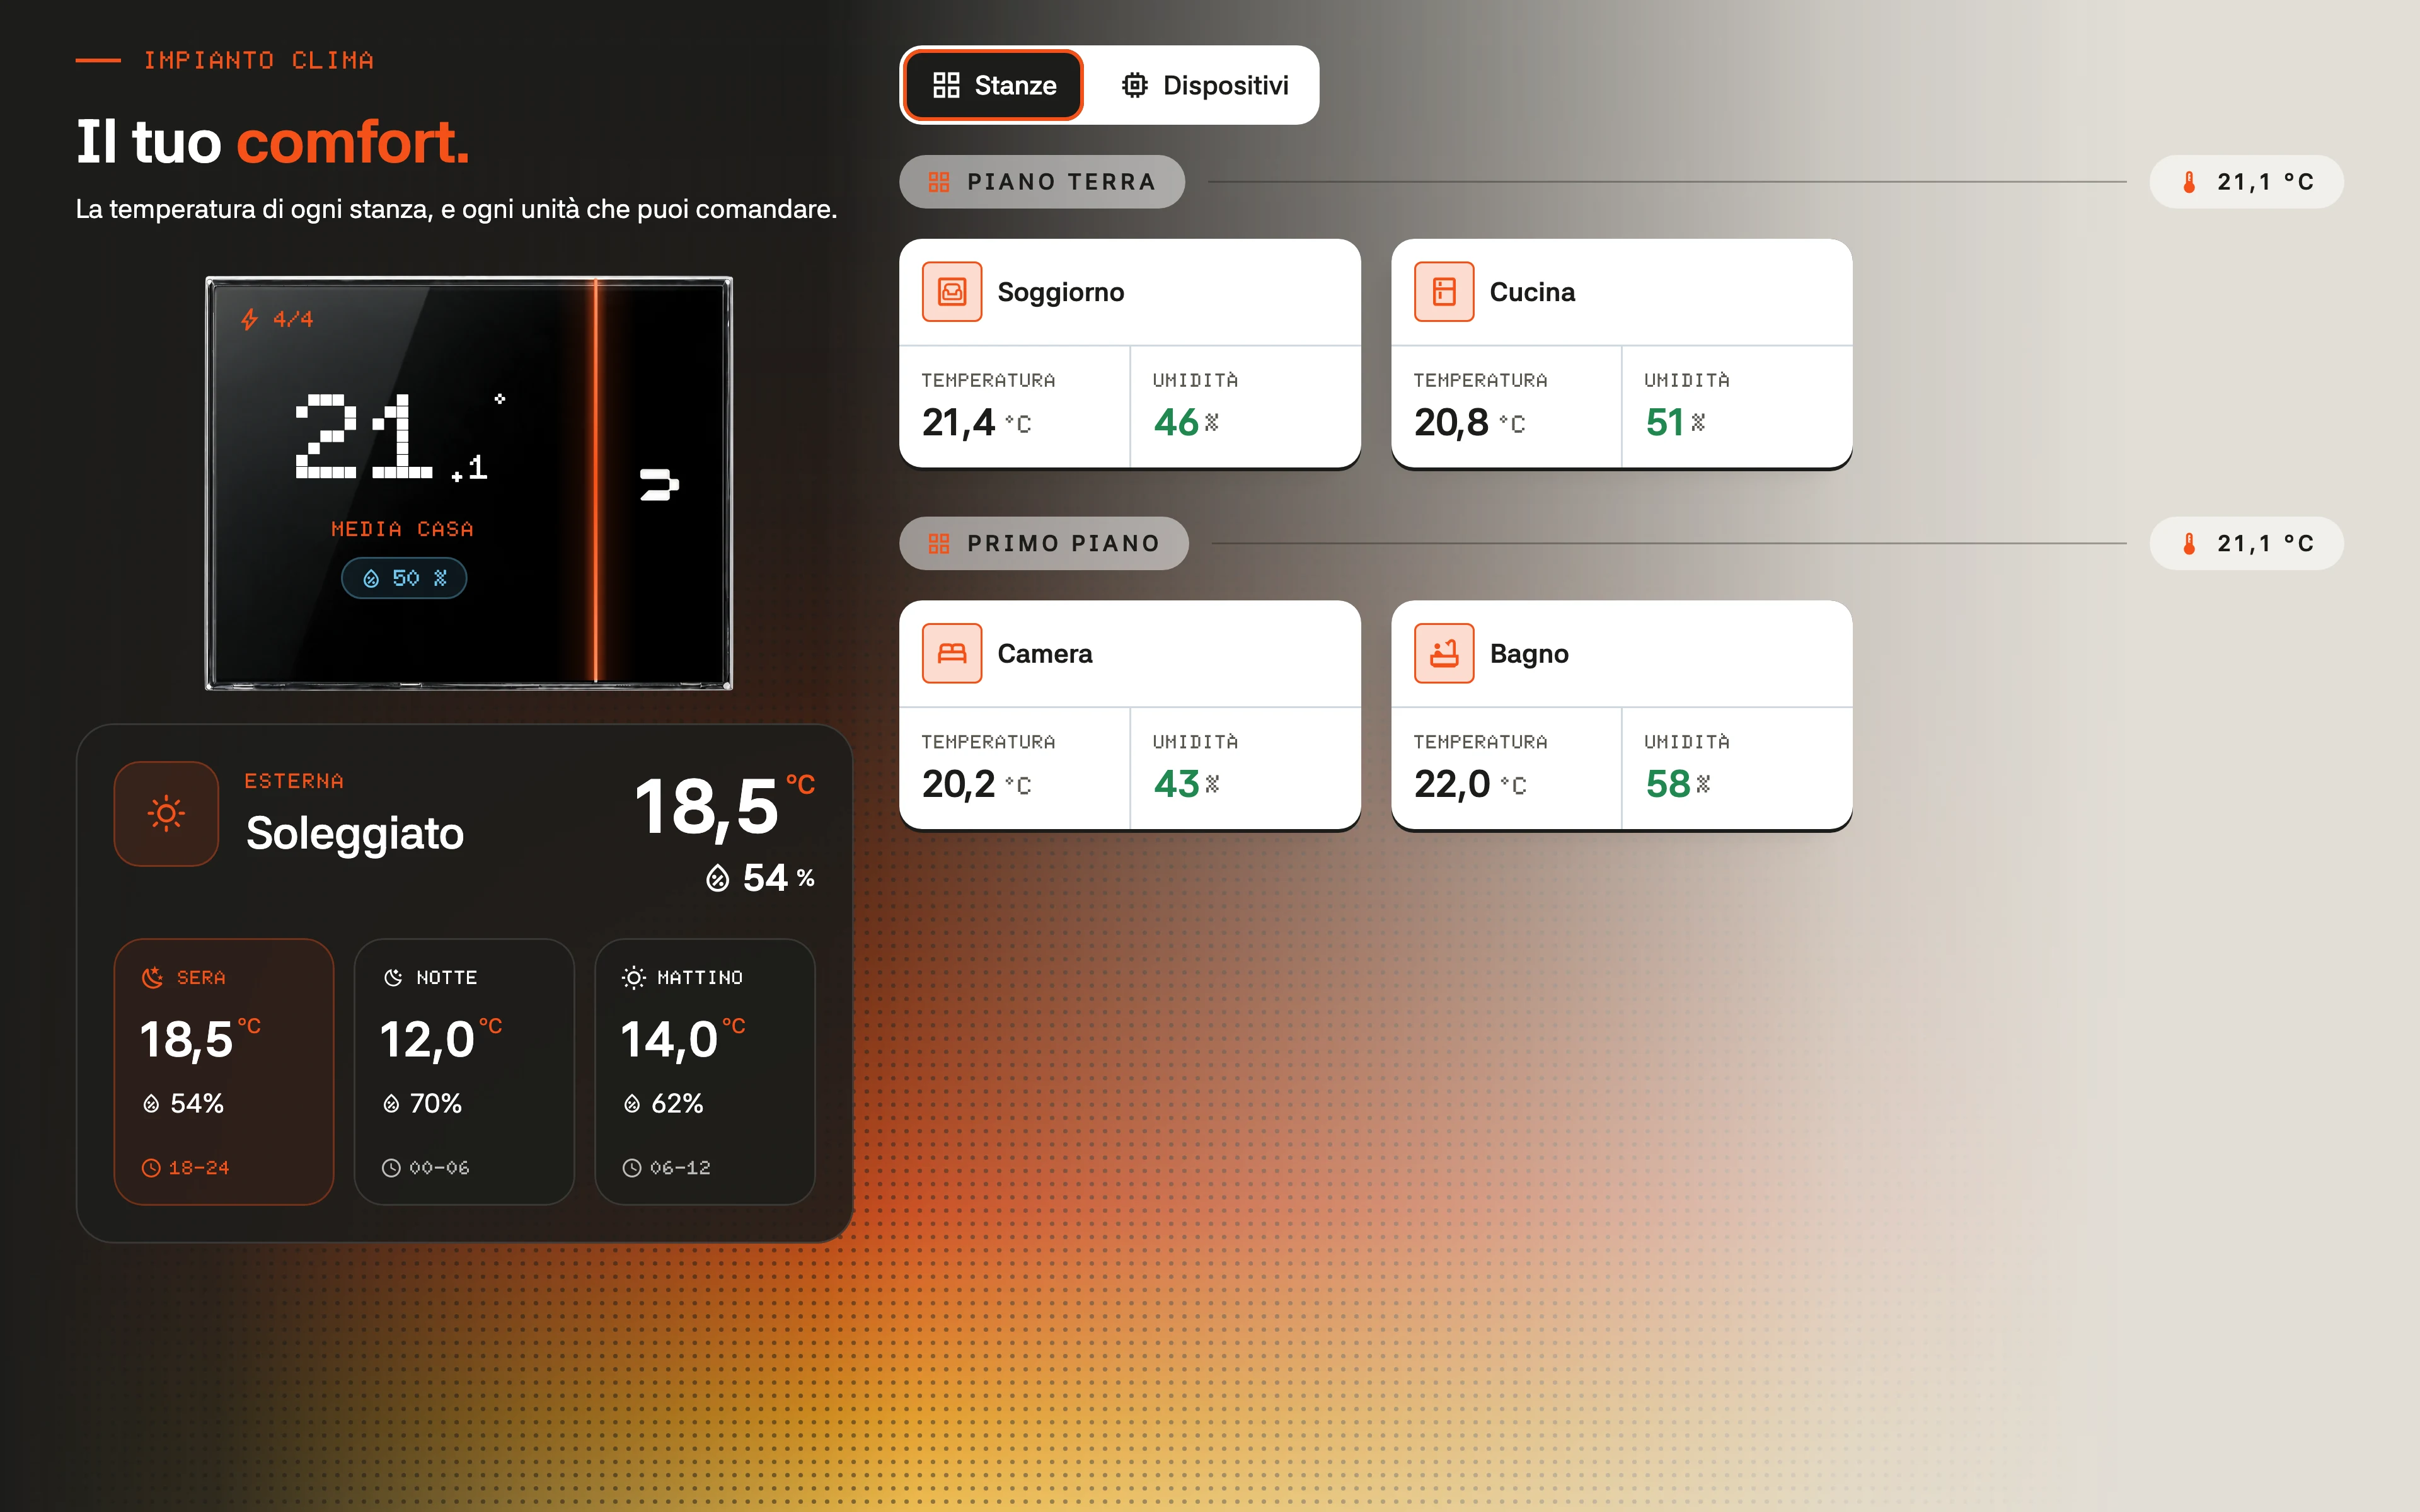 IMPIANTO CLIMA
Il tuo comfort.
La temperatura di ogni stanza, e ogni unità che puoi comandare.
4/4
21,1°
MEDIA CASA
50 %
ESTERNA
Soleggiato
18,5 °C
54 %
SERA
18,5 °C
54%
18-24
NOTTE
12,0 °C
70%
00-06
MATTINO
14,0 °C
62%
06-12
Stanze
Dispositivi
PIANO TERRA
21,1 °C
Soggiorno
TEMPERATURA
21,4 °C
UMIDITÀ
46 %
Cucina
TEMPERATURA
20,8 °C
UMIDITÀ
51 %
PRIMO PIANO
21,1 °C
Camera
TEMPERATURA
20,2 °C
UMIDITÀ
43 %
Bagno
TEMPERATURA
22,0 °C
UMIDITÀ
58 %